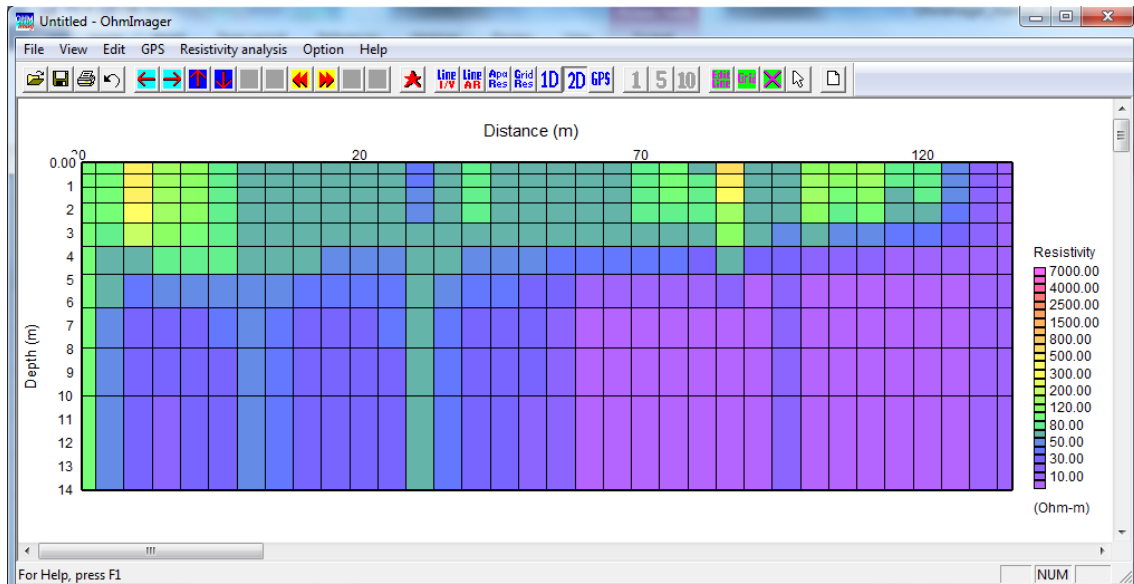 Untitled - OhmImager
File View Edit GPS Resistivity analysis Option Help
Line I/V Line AR Apa Res Grid Res 1D 2D GPS 1 5 10
Distance (m)
20 70 120
0.00
1
2
3
4
5
6
7
8
9
10
11
12
13
14
Depth (m)
Resistivity
7000.00
4000.00
2500.00
1500.00
800.00
500.00
300.00
200.00
120.00
80.00
50.00
30.00
10.00
(Ohm-m)
For Help, press F1
NUM